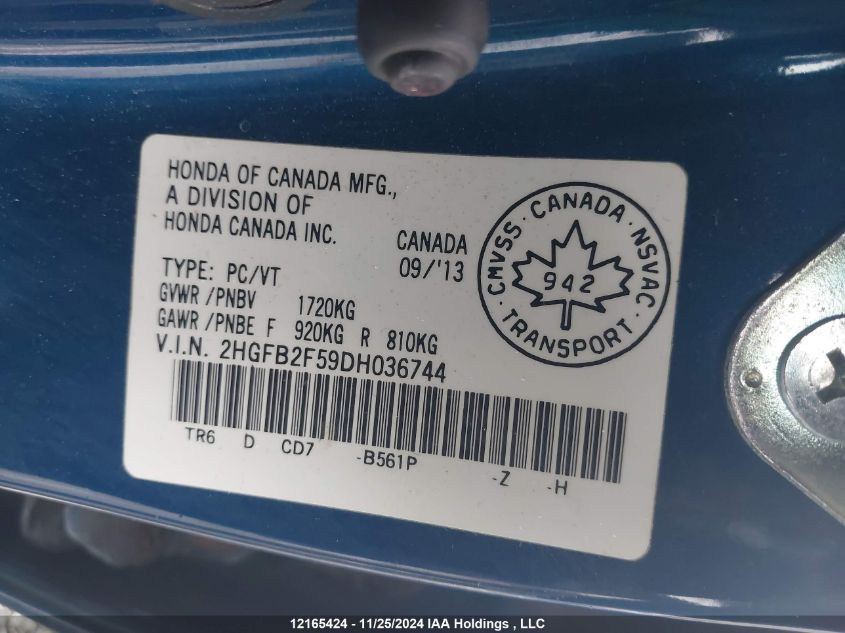 HONDA OF CANADA MFG.,
A DIVISION OF
HONDA CANADA INC.
CANADA
09/'13
TYPE: PC/VT
GVWR /PNBV 1720KG
GAWR /PNBE F 920KG R 810KG
V.I.N. 2HGFB2F59DH036744
TR6 D CD7 -B561P -Z -H
CMVSS · CANADA · NSVAC · TRANSPORT ·
942
12165424 - 11/25/2024 IAA Holdings , LLC